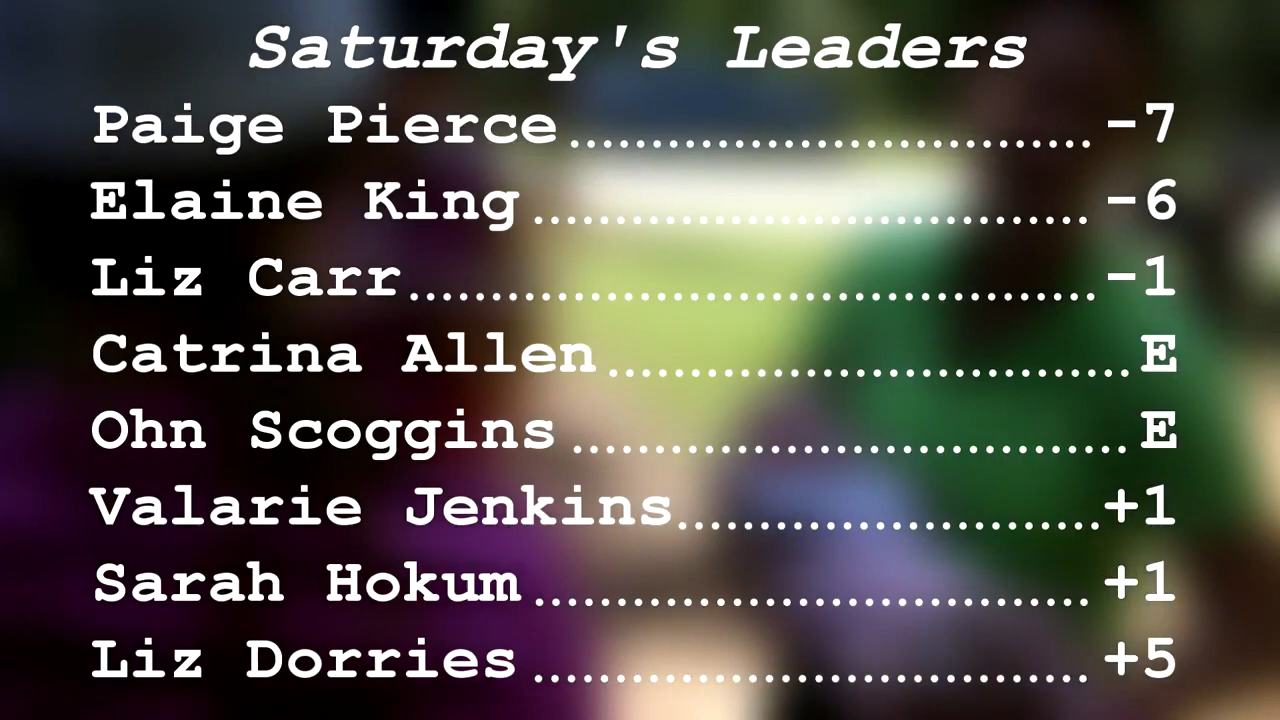 Saturday's Leaders
Paige Pierce................................-7
Elaine King..................................-6
Liz Carr..........................................-1
Catrina Allen................................E
Ohn Scoggins..................................E
Valarie Jenkins..........................+1
Sarah Hokum..................................+1
Liz Dorries..................................+5